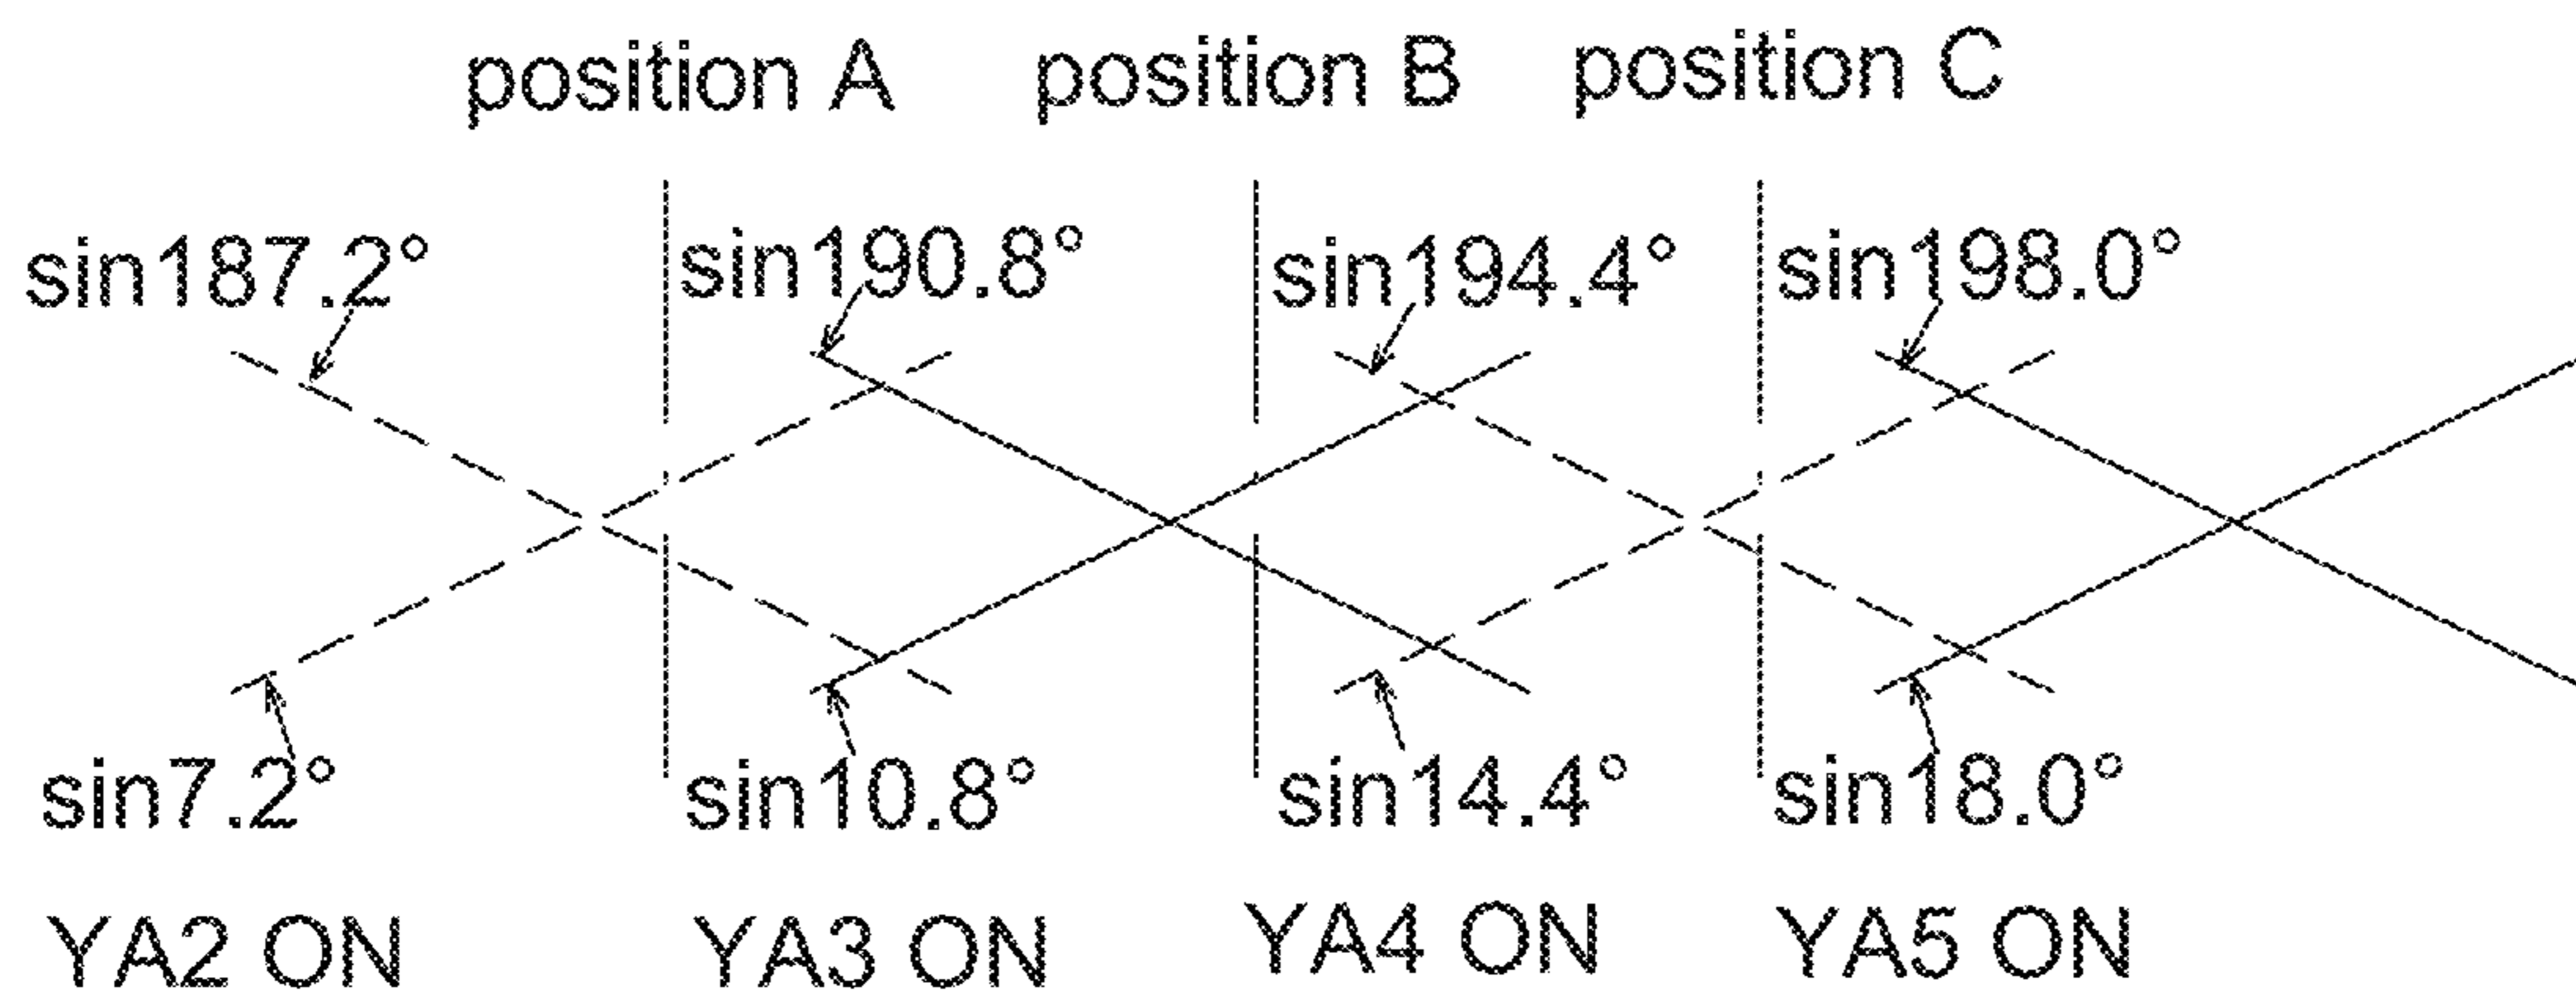 position A position B position C
sin187.2° sin190.8° sin194.4° sin198.0°
sin7.2° sin10.8° sin14.4° sin18.0°
YA2 ON YA3 ON YA4 ON YA5 ON